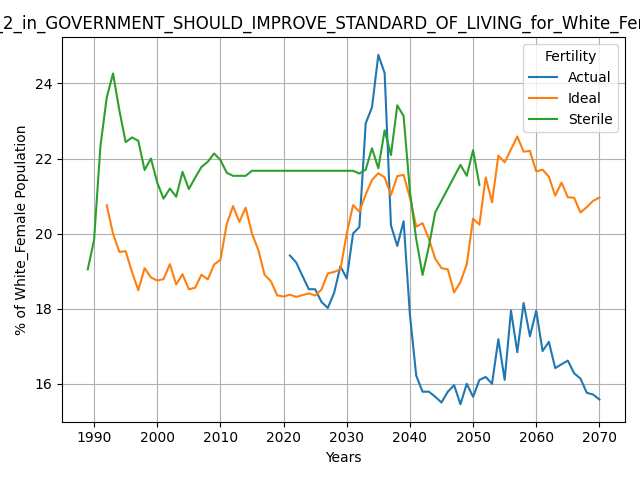 _2_in_GOVERNMENT_SHOULD_IMPROVE_STANDARD_OF_LIVING_for_White_Fe
Fertility
Actual
Ideal
Sterile
% of White_Female Population
24
22
20
18
16
1990
2000
2010
2020
2030
2040
2050
2060
2070
Years